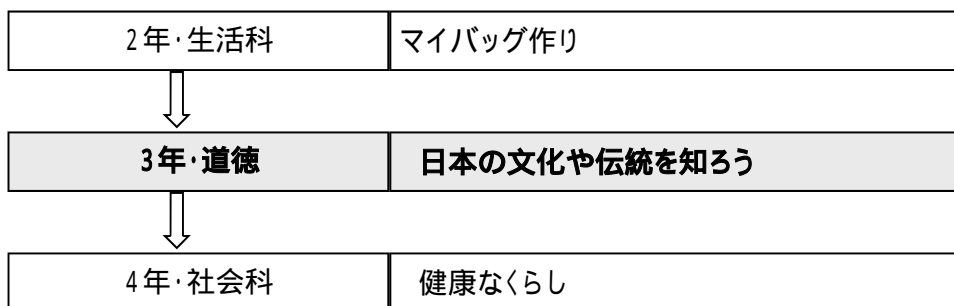 2年・生活科 マイバッグ作り
3年・道徳 日本の文化や伝統を知ろう
4年・社会科 健康なくらし